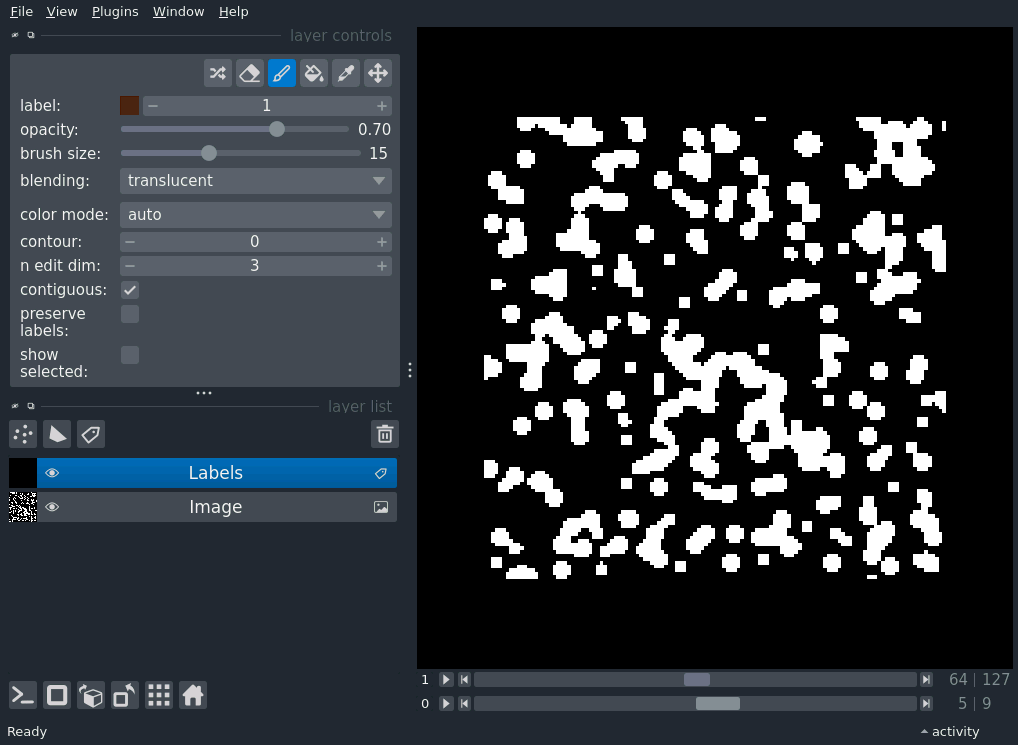 File View Plugins Window Help
layer controls
label: 1
opacity: 0.70
brush size: 15
blending: translucent
color mode: auto
contour: 0
n edit dim: 3
contiguous:
preserve
labels:
show
selected:
layer list
Labels
Image
1 64 | 127
0 5 | 9
Ready activity